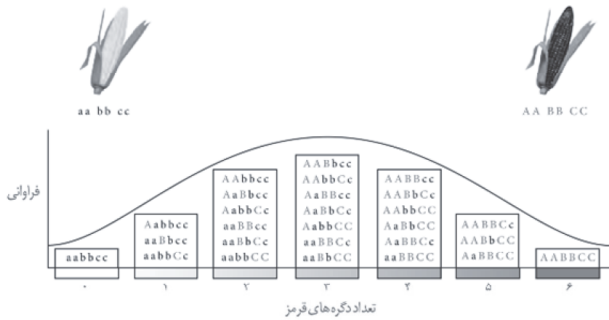 aa bb cc
AA BB CC
فراوانی
aabbcc
Aabbcc
aaBbcc
aabbCc
AAbbcc
AaBbcc
AabbCc
aaBBcc
aaBbCc
aabbCC
AABbcc
AAbbCc
AaBBcc
AaBbCc
AabbCC
aaBBCc
aaBbCC
AABBcc
AABbCc
AAbbCC
AaBbCC
AaBBCc
aaBBCC
AABBCc
AABbCC
AaBBCC
AABBCC
۰ ۱ ۲ ۳ ۴ ۵ ۶
تعداد دگره‌های قرمز